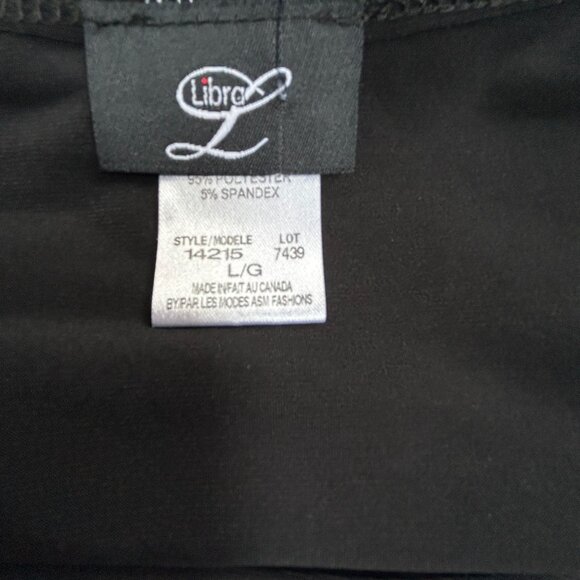 Libra
L
95% POLYESTER
5% SPANDEX
STYLE/MODELE LOT
14215 7439
L/G
MADE IN/FAIT AU CANADA
BY/PAR LES MODES ASM FASHIONS